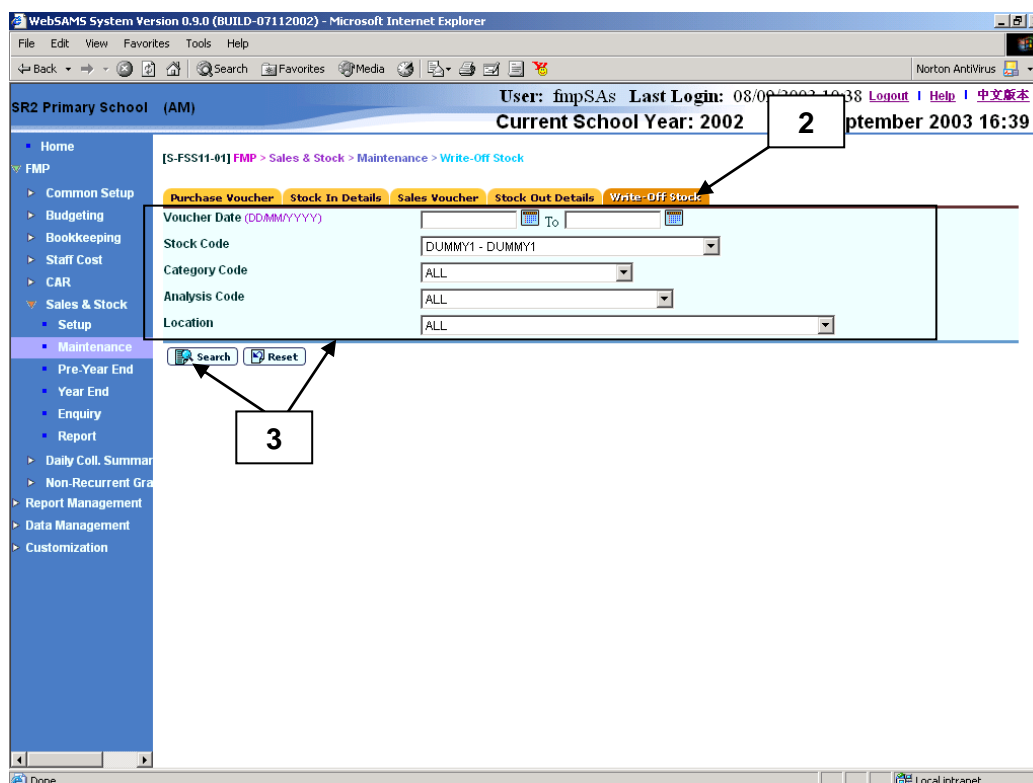 WebSAMS System Version 0.9.0 (BUILD-07112002) - Microsoft Internet Explorer
File Edit View Favorites Tools Help
Back Search Favorites Media Norton AntiVirus
SR2 Primary School (AM)
User: fmpSAs Last Login: 08/09/2003 38 Logout | Help | 中文版本
Current School Year: 2002 ptember 2003 16:39
2
Home
FMP
Common Setup
Budgeting
Bookkeeping
Staff Cost
CAR
Sales & Stock
Setup
Maintenance
Pre-Year End
Year End
Enquiry
Report
Daily Coll. Summar
Non-Recurrent Gra
Report Management
Data Management
Customization
[S-FSS11-01] FMP > Sales & Stock > Maintenance > Write-Off Stock
Purchase Voucher Stock In Details Sales Voucher Stock Out Details Write-Off Stock
Voucher Date (DD/MM/YYYY) To
Stock Code DUMMY1 - DUMMY1
Category Code ALL
Analysis Code ALL
Location ALL
Search Reset
3
Done Local intranet